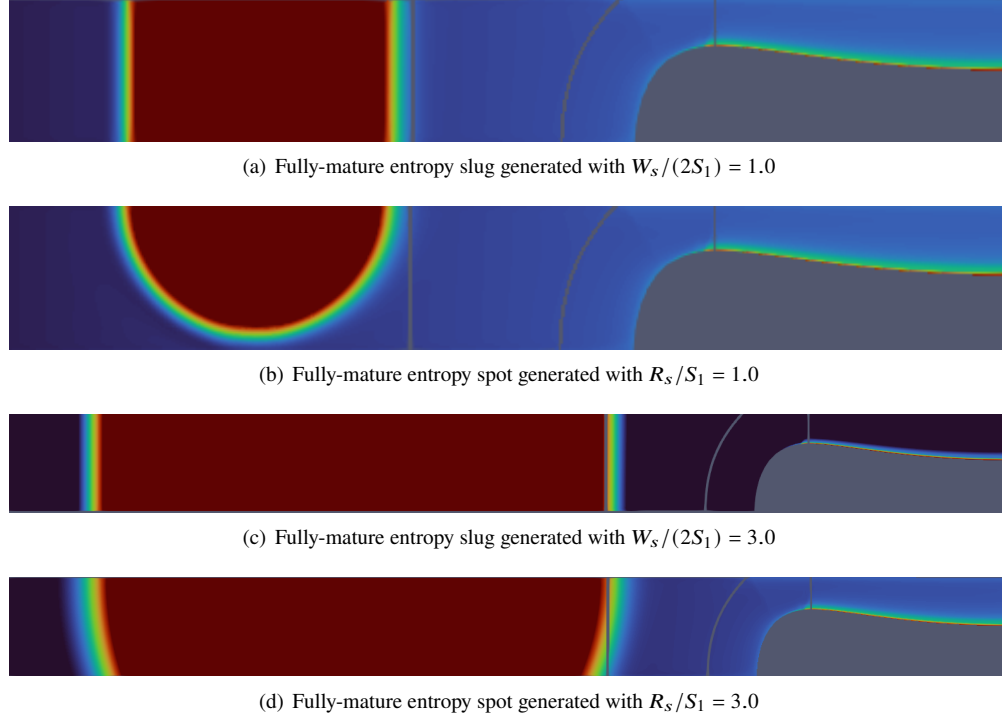 (a) Fully-mature entropy slug generated with W_s/(2S_1) = 1.0
(b) Fully-mature entropy spot generated with R_s/S_1 = 1.0
(c) Fully-mature entropy slug generated with W_s/(2S_1) = 3.0
(d) Fully-mature entropy spot generated with R_s/S_1 = 3.0